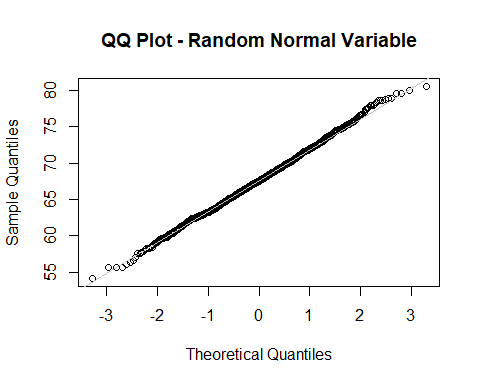 QQ Plot - Random Normal Variable
Sample Quantiles
80
75
70
65
60
55
-3 -2 -1 0 1 2 3
Theoretical Quantiles